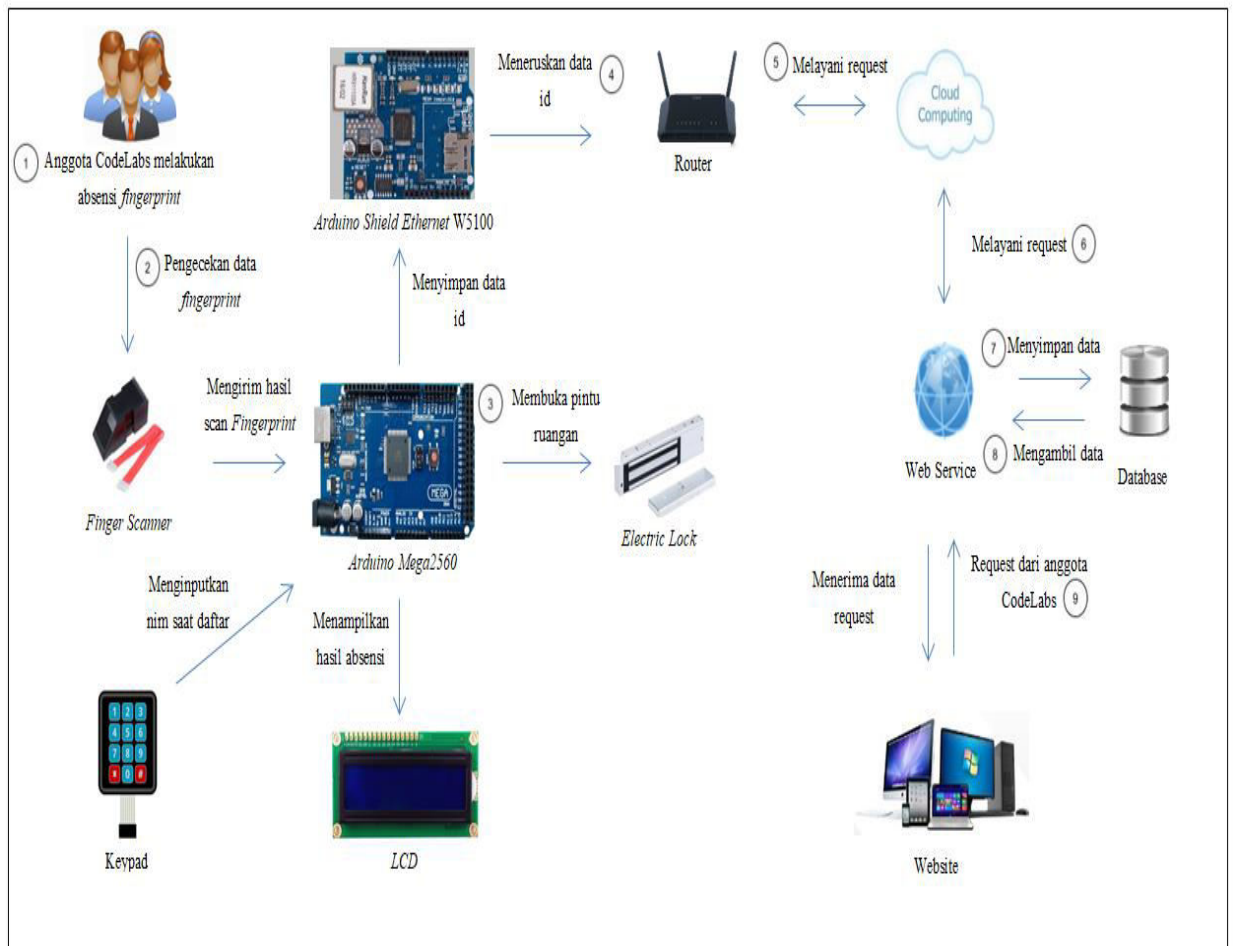 1 Anggota CodeLabs melakukan
absensi fingerprint
2 Pengecekan data
fingerprint
Finger Scanner
Mengirim hasil
scan Fingerprint
Menginputkan
nim saat daftar
1 2 3
4 5 6
7 8 9
* 0 #
Keypad
Arduino Shield Ethernet W5100
Menyimpan data
id
MEGA
Arduino Mega2560
Menampilkan
hasil absensi
LCD
3 Membuka pintu
ruangan
Electric Lock
Meneruskan data 4
id
Router
5 Melayani request
Cloud
Computing
Melayani request 6
Web Service
7 Menyimpan data
8 Mengambil data
Database
Menerima data
request
Request dari anggota
CodeLabs 9
Website